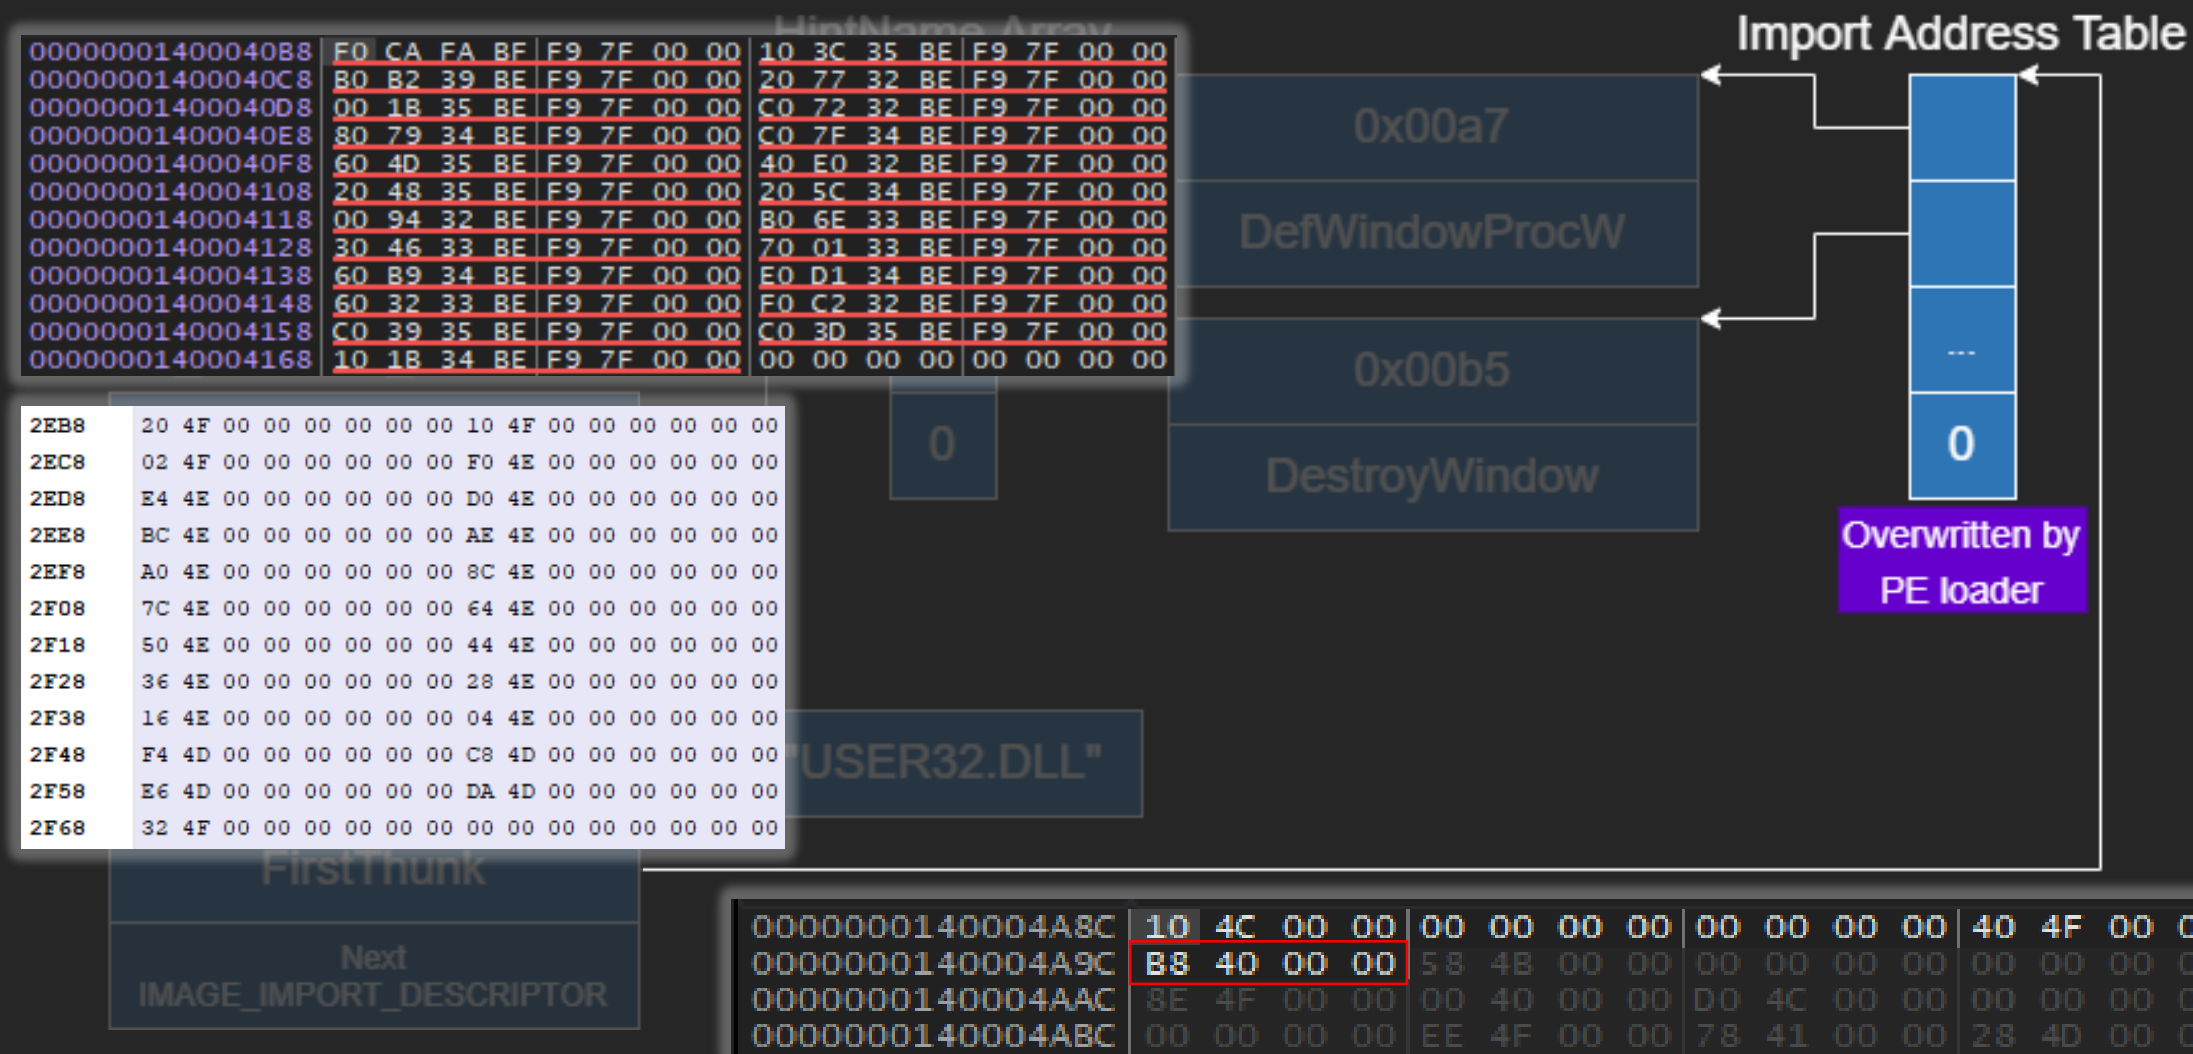 HintName Array
Import Address Table
00000001400040B8 F0 CA FA BF F9 7F 00 00 10 3C 35 BE F9 7F 00 00
00000001400040C8 B0 B2 39 BE F9 7F 00 00 20 77 32 BE F9 7F 00 00
00000001400040D8 00 1B 35 BE F9 7F 00 00 C0 72 32 BE F9 7F 00 00
00000001400040E8 80 79 34 BE F9 7F 00 00 C0 7F 34 BE F9 7F 00 00
00000001400040F8 60 4D 35 BE F9 7F 00 00 40 E0 32 BE F9 7F 00 00
0000000140004108 20 48 35 BE F9 7F 00 00 20 5C 34 BE F9 7F 00 00
0000000140004118 00 94 32 BE F9 7F 00 00 B0 6E 33 BE F9 7F 00 00
0000000140004128 30 46 33 BE F9 7F 00 00 70 01 33 BE F9 7F 00 00
0000000140004138 60 B9 34 BE F9 7F 00 00 E0 D1 34 BE F9 7F 00 00
0000000140004148 60 32 33 BE F9 7F 00 00 F0 C2 32 BE F9 7F 00 00
0000000140004158 C0 39 35 BE F9 7F 00 00 C0 3D 35 BE F9 7F 00 00
0000000140004168 10 1B 34 BE F9 7F 00 00 00 00 00 00 00 00 00 00
0x00a7
DefWindowProcW
0x00b5
DestroyWindow
...
0
0
Overwritten by
PE loader
2EB8 20 4F 00 00 00 00 00 00 10 4F 00 00 00 00 00 00
2EC8 02 4F 00 00 00 00 00 00 F0 4E 00 00 00 00 00 00
2ED8 E4 4E 00 00 00 00 00 00 D0 4E 00 00 00 00 00 00
2EE8 BC 4E 00 00 00 00 00 00 AE 4E 00 00 00 00 00 00
2EF8 A0 4E 00 00 00 00 00 00 8C 4E 00 00 00 00 00 00
2F08 7C 4E 00 00 00 00 00 00 64 4E 00 00 00 00 00 00
2F18 50 4E 00 00 00 00 00 00 44 4E 00 00 00 00 00 00
2F28 36 4E 00 00 00 00 00 00 28 4E 00 00 00 00 00 00
2F38 16 4E 00 00 00 00 00 00 04 4E 00 00 00 00 00 00
2F48 F4 4D 00 00 00 00 00 00 C8 4D 00 00 00 00 00 00
2F58 E6 4D 00 00 00 00 00 00 DA 4D 00 00 00 00 00 00
2F68 32 4F 00 00 00 00 00 00 00 00 00 00 00 00 00 00
"USER32.DLL"
FirstThunk
Next
IMAGE_IMPORT_DESCRIPTOR
0000000140004A8C 10 4C 00 00 00 00 00 00 00 00 00 00 40 4F 00
0000000140004A9C B8 40 00 00 58 4B 00 00 00 00 00 00 00 00 00
0000000140004AAC 8E 4F 00 00 00 40 00 00 D0 4C 00 00 00 00 00
0000000140004ABC 00 00 00 00 EE 4F 00 00 78 41 00 00 28 4D 00